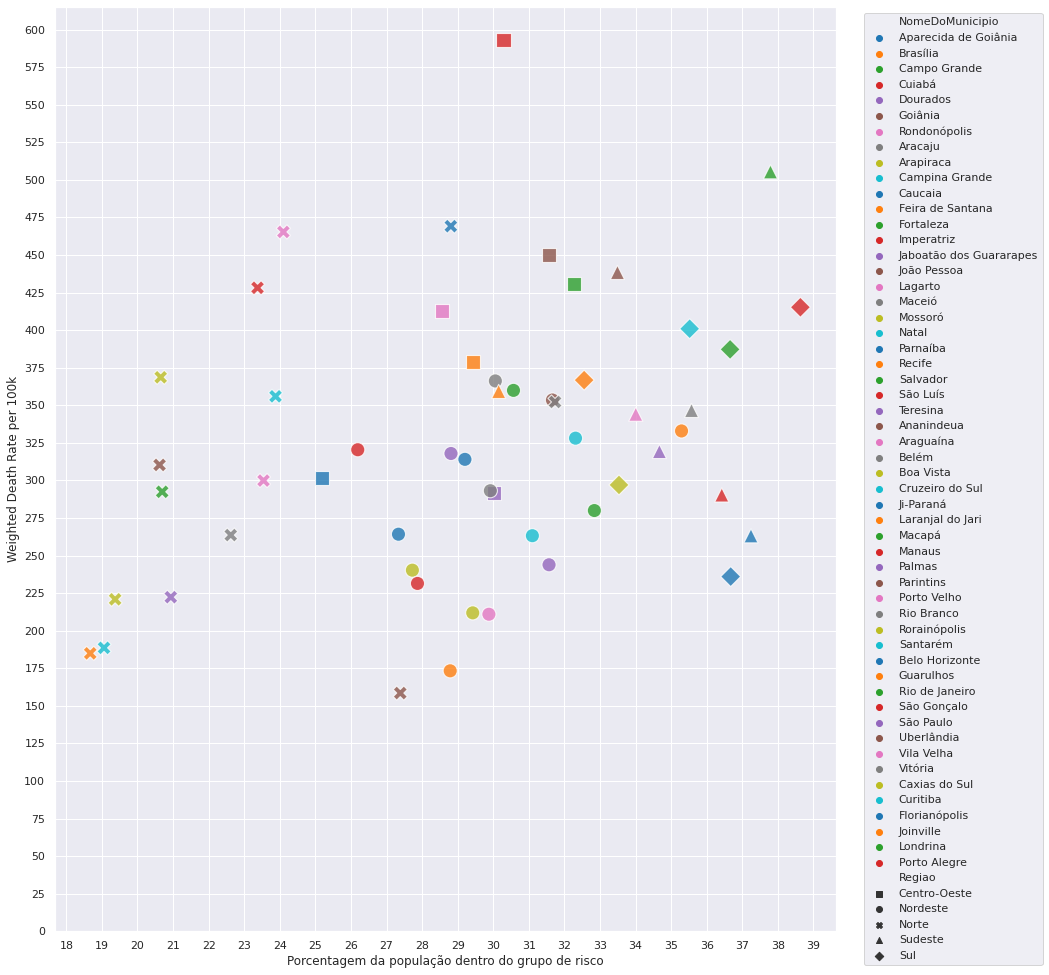 600
575
550
525
500
475
450
425
400
375
350
325
300
275
250
225
200
175
150
125
100
75
50
25
0
Weighted Death Rate per 100k
18 19 20 21 22 23 24 25 26 27 28 29 30 31 32 33 34 35 36 37 38 39
Porcentagem da população dentro do grupo de risco
NomeDoMunicipio
Aparecida de Goiânia
Brasília
Campo Grande
Cuiabá
Dourados
Goiânia
Rondonópolis
Aracaju
Arapiraca
Campina Grande
Caucaia
Feira de Santana
Fortaleza
Imperatriz
Jaboatão dos Guararapes
João Pessoa
Lagarto
Maceió
Mossoró
Natal
Parnaíba
Recife
Salvador
São Luís
Teresina
Ananindeua
Araguaína
Belém
Boa Vista
Cruzeiro do Sul
Ji-Paraná
Laranjal do Jari
Macapá
Manaus
Palmas
Parintins
Porto Velho
Rio Branco
Rorainópolis
Santarém
Belo Horizonte
Guarulhos
Rio de Janeiro
São Gonçalo
São Paulo
Uberlândia
Vila Velha
Vitória
Caxias do Sul
Curitiba
Florianópolis
Joinville
Londrina
Porto Alegre
Regiao
Centro-Oeste
Nordeste
Norte
Sudeste
Sul